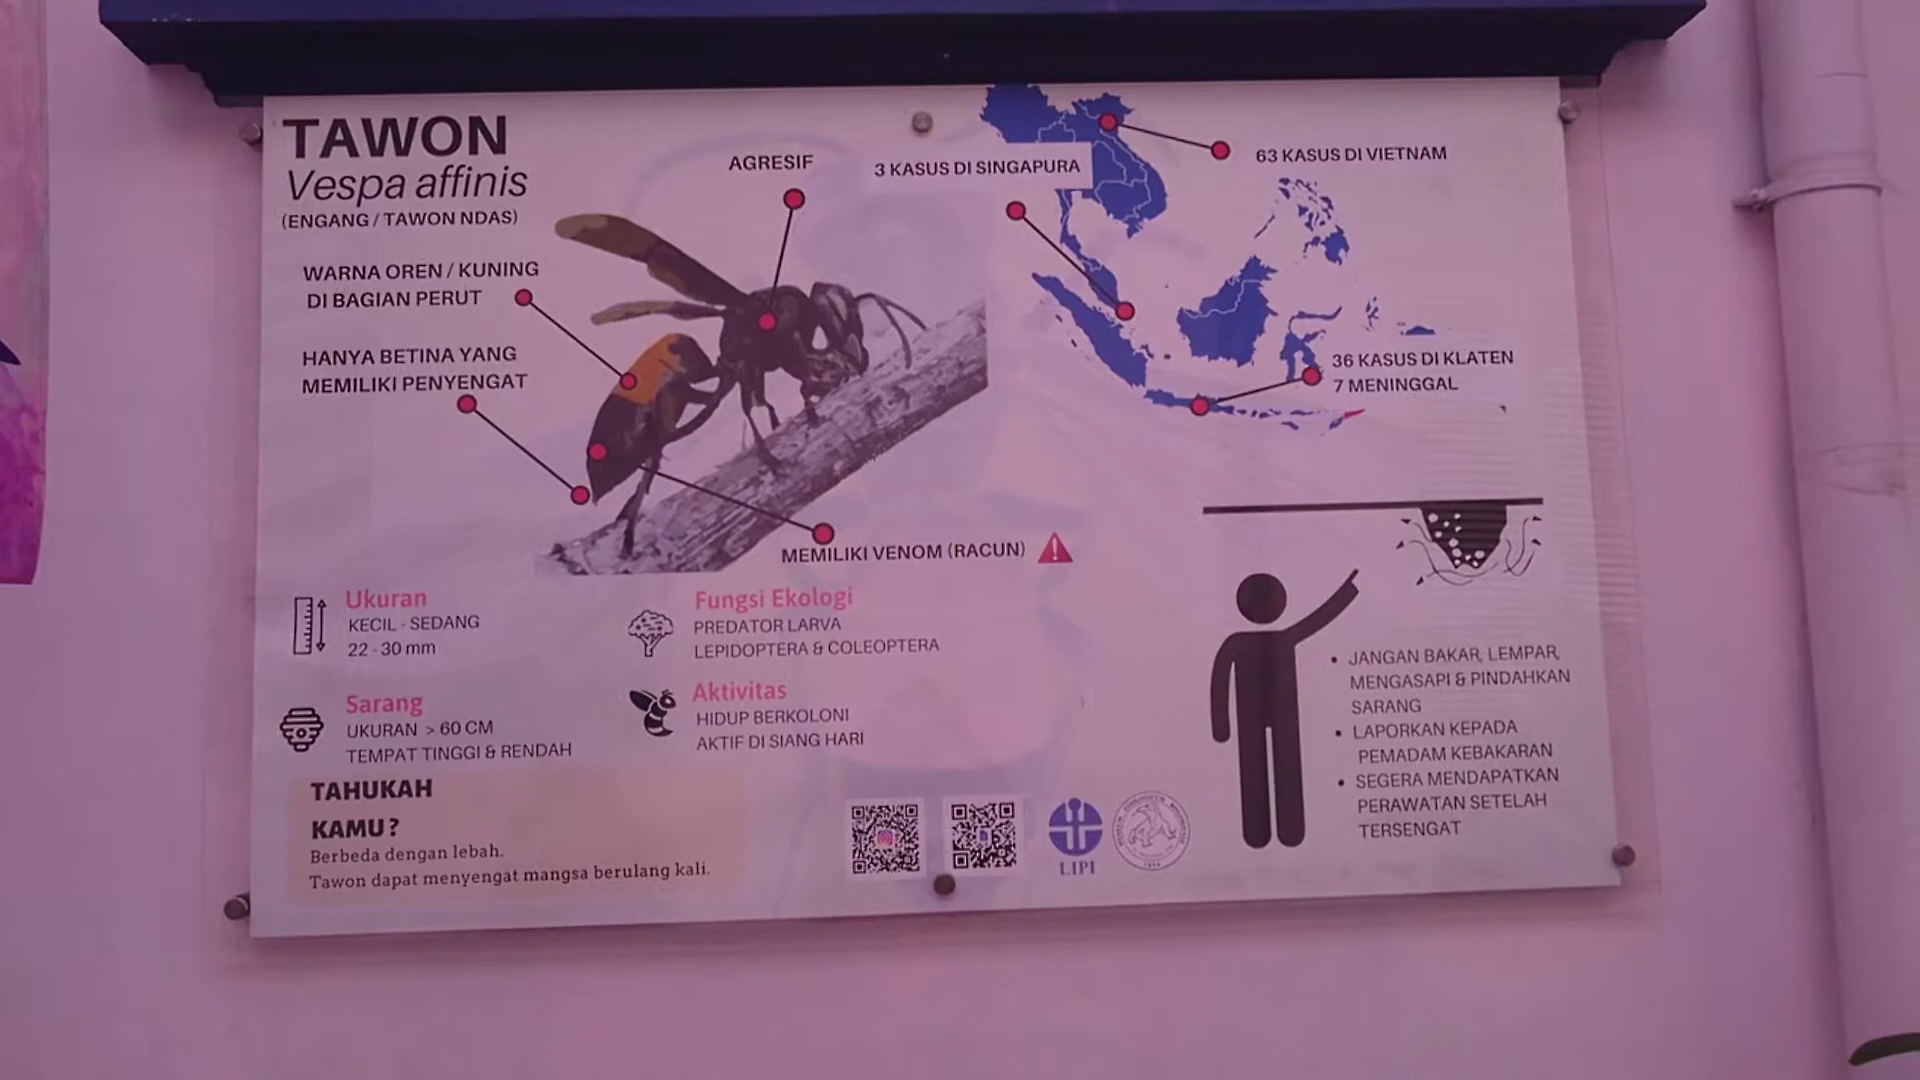 TAWON
Vespa affinis
(ENGANG / TAWON NDAS)
WARNA OREN / KUNING
DI BAGIAN PERUT
HANYA BETINA YANG
MEMILIKI PENYENGAT
AGRESIF
MEMILIKI VENOM (RACUN)
3 KASUS DI SINGAPURA
63 KASUS DI VIETNAM
36 KASUS DI KLATEN
7 MENINGGAL
Ukuran
KECIL - SEDANG
22 - 30 mm
Sarang
UKURAN > 60 CM
TEMPAT TINGGI & RENDAH
Fungsi Ekologi
PREDATOR LARVA
LEPIDOPTERA & COLEOPTERA
Aktivitas
HIDUP BERKOLONI
AKTIF DI SIANG HARI
TAHUKAH
KAMU?
Berbeda dengan lebah.
Tawon dapat menyengat mangsa berulang kali.
LIPI
• JANGAN BAKAR, LEMPAR,
MENGASAPI & PINDAHKAN
SARANG
• LAPORKAN KEPADA
PEMADAM KEBAKARAN
• SEGERA MENDAPATKAN
PERAWATAN SETELAH
TERSENGAT